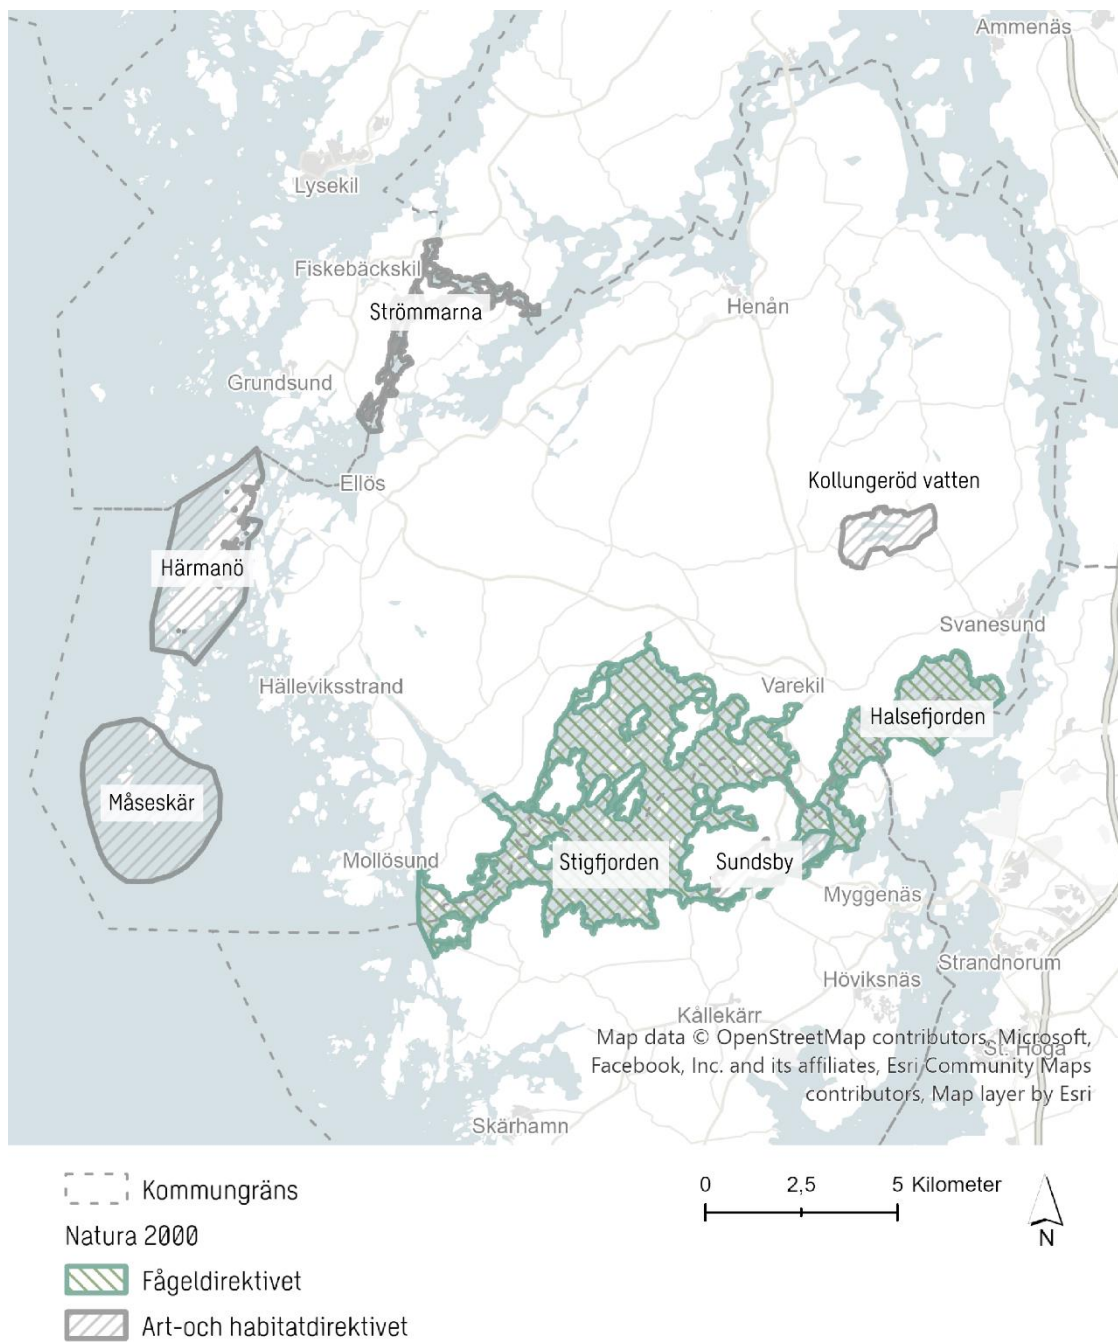 Ammenäs
Lysekil
Fiskebäckskil
Strömmarna
Henån
Grundsund
Ellös
Kollungeröd vatten
Härmanö
Svanesund
Hälleviksstrand
Varekil
Halsefjorden
Måseskär
Mollösund
Stigfjorden
Sundsby
Myggenäs
Strandnorum
Höviksnäs
Kållekärr
St. Höga
Map data © OpenStreetMap contributors, Microsoft,
Facebook, Inc. and its affiliates, Esri Community Maps
contributors, Map layer by Esri
Skärhamn
Kommungräns
0 2,5 5 Kilometer
N
Natura 2000
Fågeldirektivet
Art-och habitatdirektivet